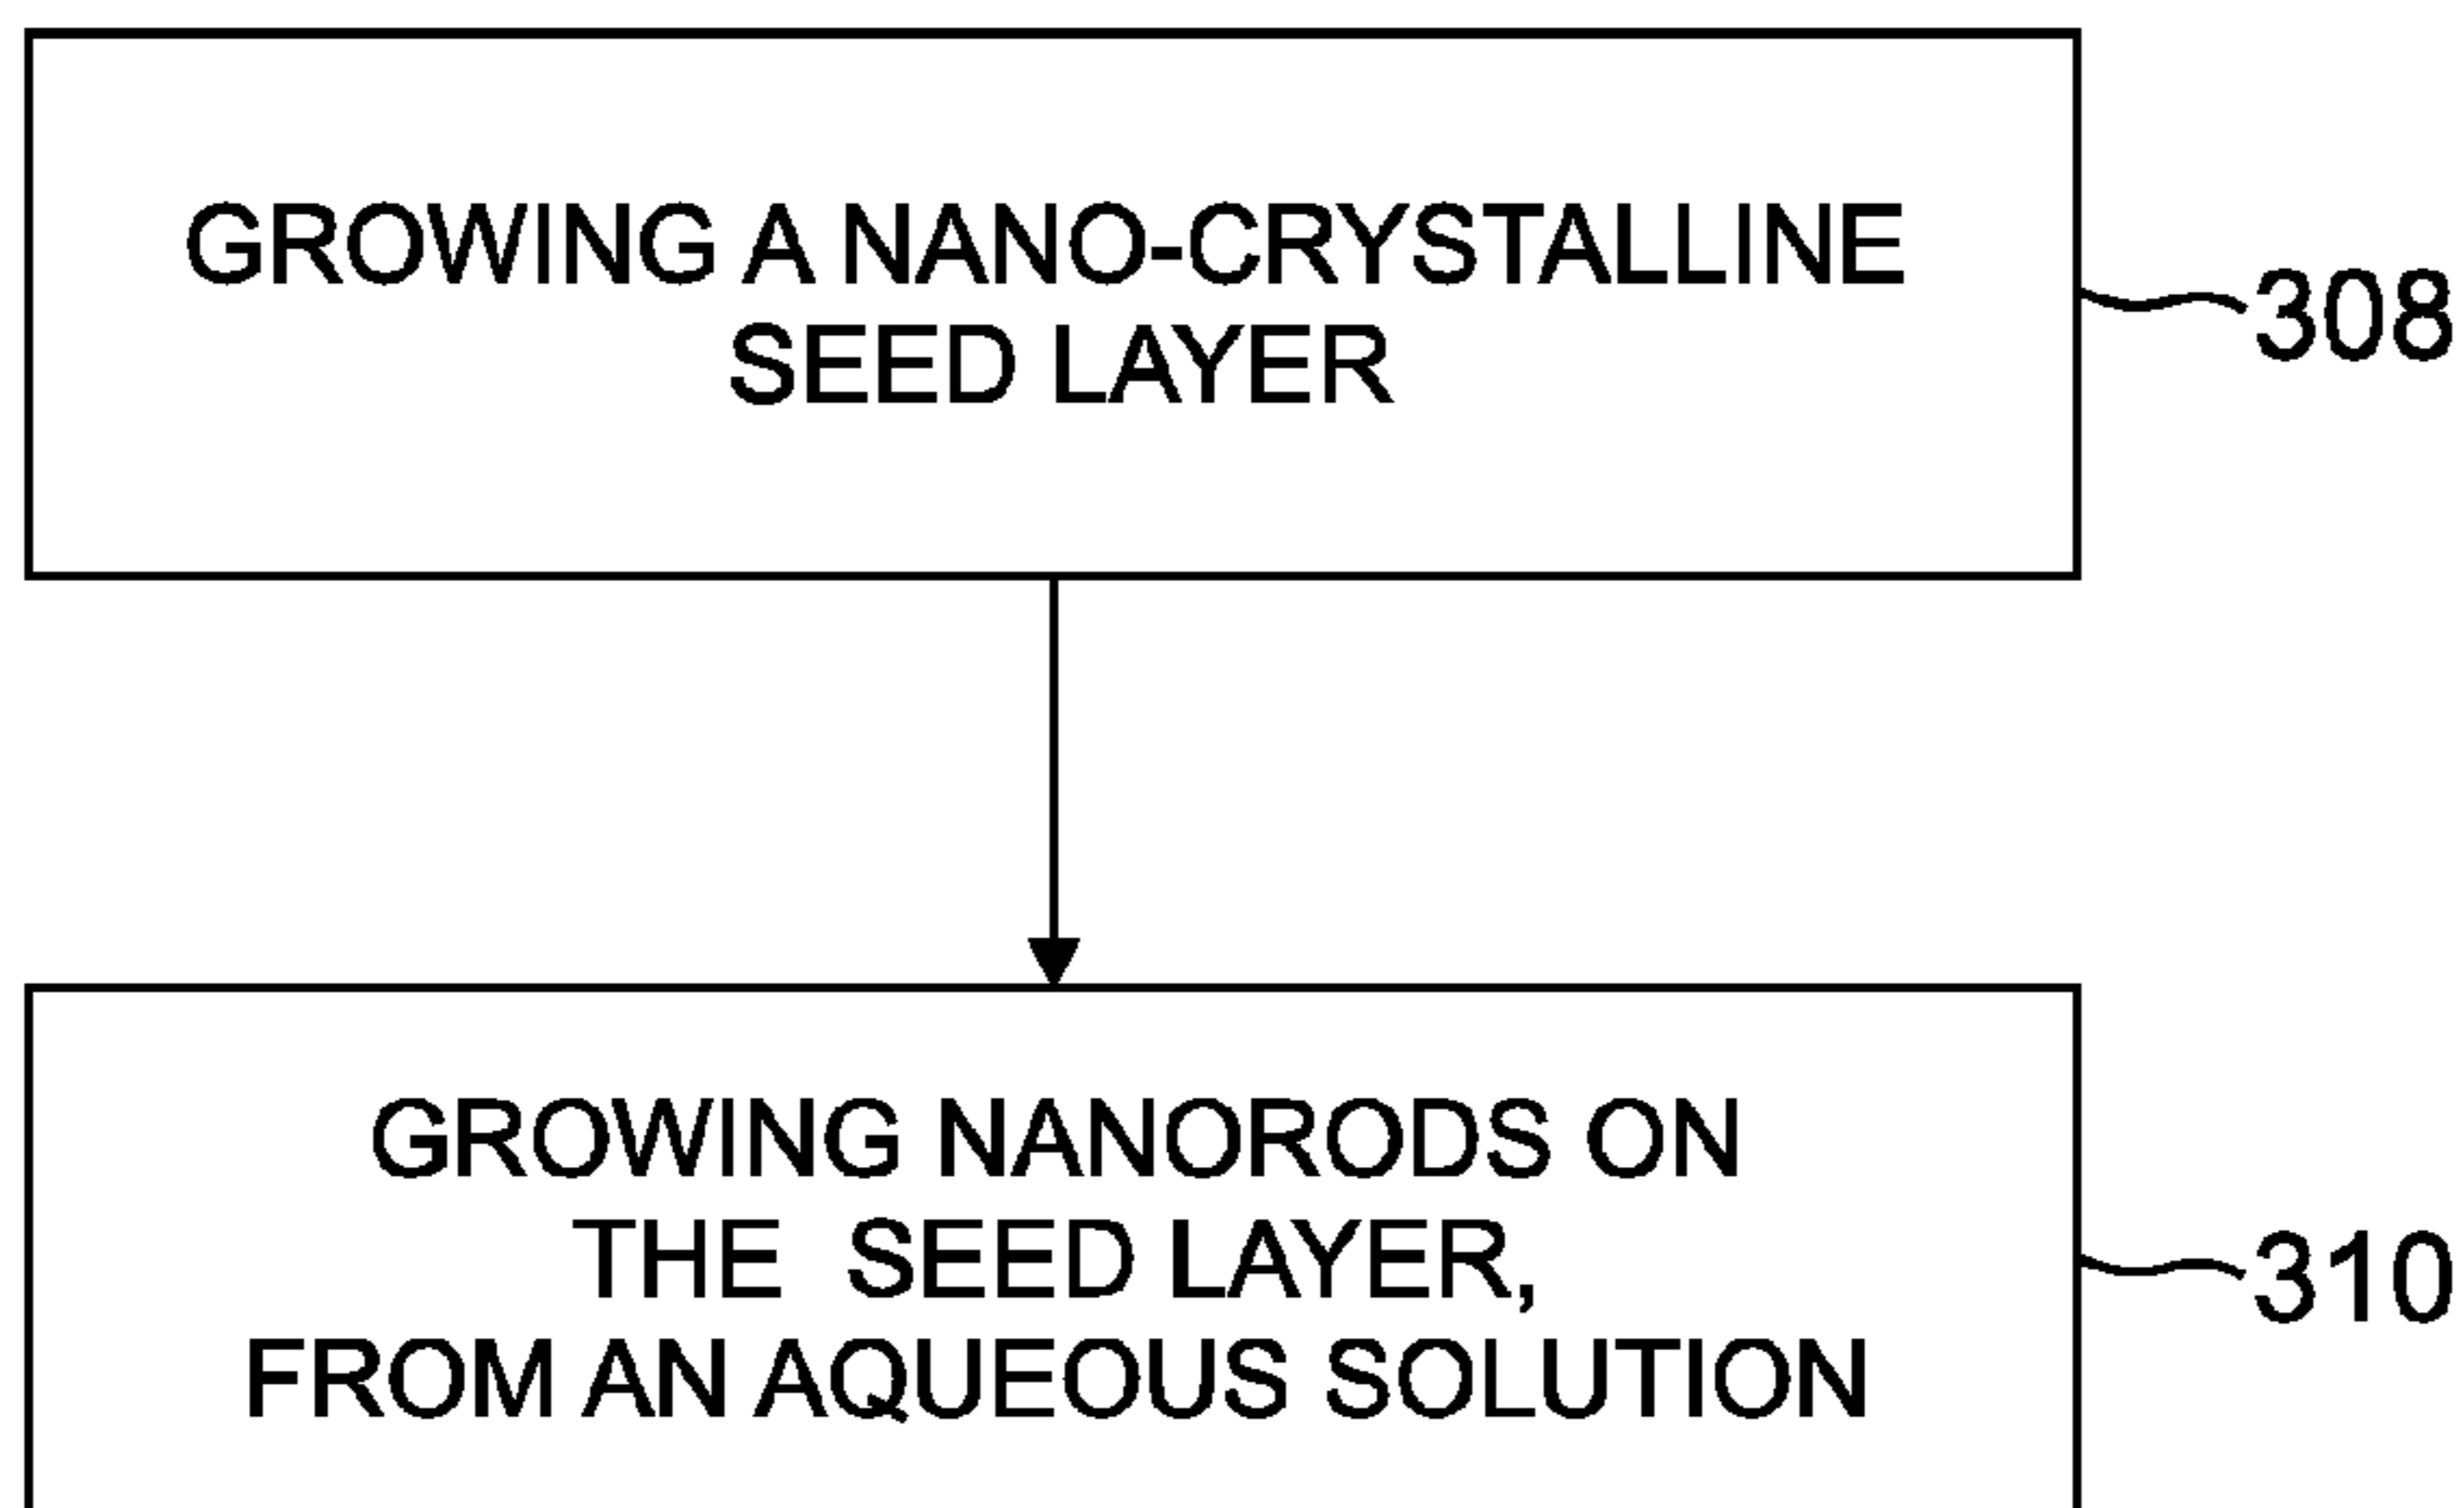 GROWING A NANO-CRYSTALLINE
SEED LAYER
308
GROWING NANORODS ON
THE SEED LAYER,
FROM AN AQUEOUS SOLUTION
310